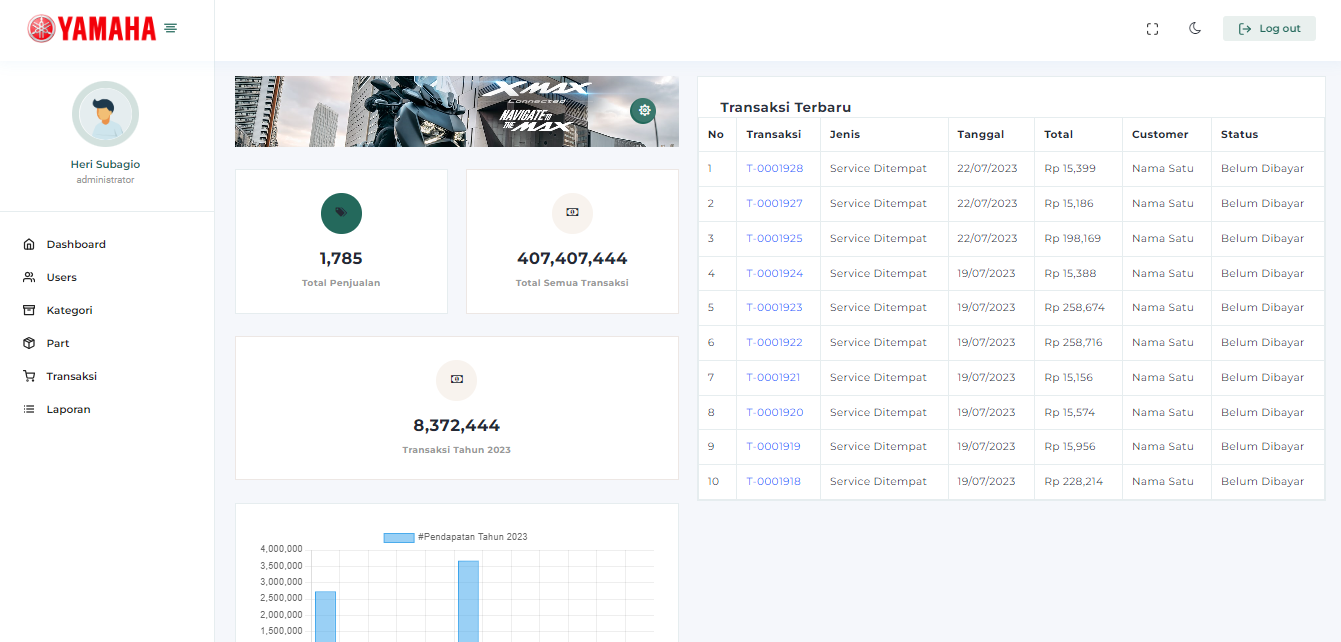 YAMAHA
Log out
Heri Subagio
administrator
Dashboard
Users
Kategori
Part
Transaksi
Laporan
XMAX
Connected
NAVIGATE TO
THE MAX
1,785
Total Penjualan
407,407,444
Total Semua Transaksi
8,372,444
Transaksi Tahun 2023
#Pendapatan Tahun 2023
4,000,000
3,500,000
3,000,000
2,500,000
2,000,000
1,500,000
Transaksi Terbaru
No Transaksi Jenis Tanggal Total Customer Status
1 T-0001928 Service Ditempat 22/07/2023 Rp 15,399 Nama Satu Belum Dibayar
2 T-0001927 Service Ditempat 22/07/2023 Rp 15,186 Nama Satu Belum Dibayar
3 T-0001925 Service Ditempat 22/07/2023 Rp 198,169 Nama Satu Belum Dibayar
4 T-0001924 Service Ditempat 19/07/2023 Rp 15,388 Nama Satu Belum Dibayar
5 T-0001923 Service Ditempat 19/07/2023 Rp 258,674 Nama Satu Belum Dibayar
6 T-0001922 Service Ditempat 19/07/2023 Rp 258,716 Nama Satu Belum Dibayar
7 T-0001921 Service Ditempat 19/07/2023 Rp 15,156 Nama Satu Belum Dibayar
8 T-0001920 Service Ditempat 19/07/2023 Rp 15,574 Nama Satu Belum Dibayar
9 T-0001919 Service Ditempat 19/07/2023 Rp 15,956 Nama Satu Belum Dibayar
10 T-0001918 Service Ditempat 19/07/2023 Rp 228,214 Nama Satu Belum Dibayar